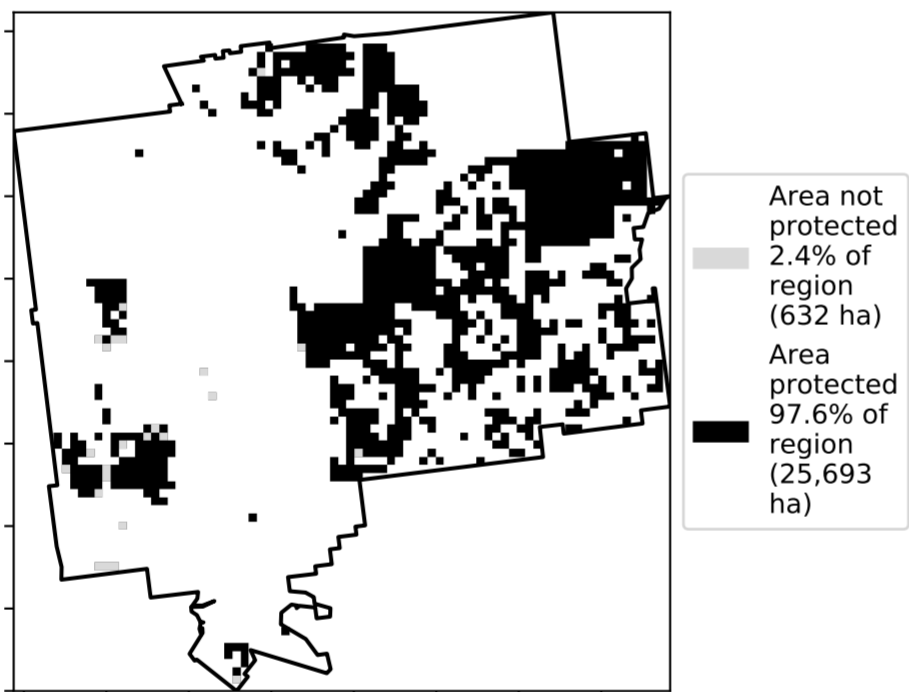 Area not
protected
2.4% of
region
(632 ha)
Area
protected
97.6% of
region
(25,693
ha)